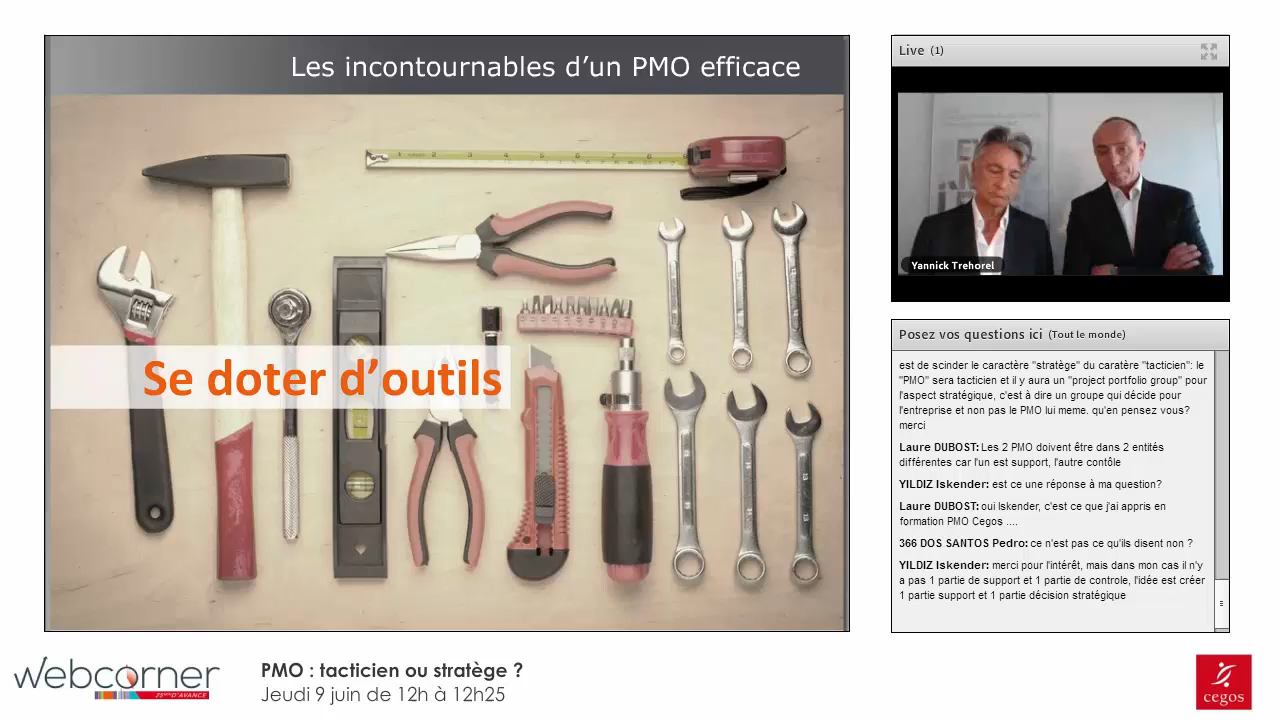 Les incontournables d’un PMO efficace
Se doter d’outils
Live (1)
Yannick Trehorel
Posez vos questions ici (Tout le monde)
est de scinder le caractère "stratège" du caratère "tacticien": le
"PMO" sera tacticien et il y aura un "project portfolio group" pour
l'aspect stratégique, c'est à dire un groupe qui décide pour
l'entreprise et non pas le PMO lui meme. qu'en pensez vous?
merci
Laure DUBOST: Les 2 PMO doivent être dans 2 entités
différentes car l'un est support, l'autre contôle
YILDIZ Iskender: est ce une réponse à ma question?
Laure DUBOST: oui Iskender, c'est ce que j'ai appris en
formation PMO Cegos ....
366 DOS SANTOS Pedro: ce n'est pas ce qu'ils disent non ?
YILDIZ Iskender: merci pour l'intérêt, mais dans mon cas il n'y
a pas 1 partie de support et 1 partie de controle, l'idée est créer
1 partie support et 1 partie décision stratégique
webcorner
PMO : tacticien ou stratège ?
Jeudi 9 juin de 12h à 12h25
cegos